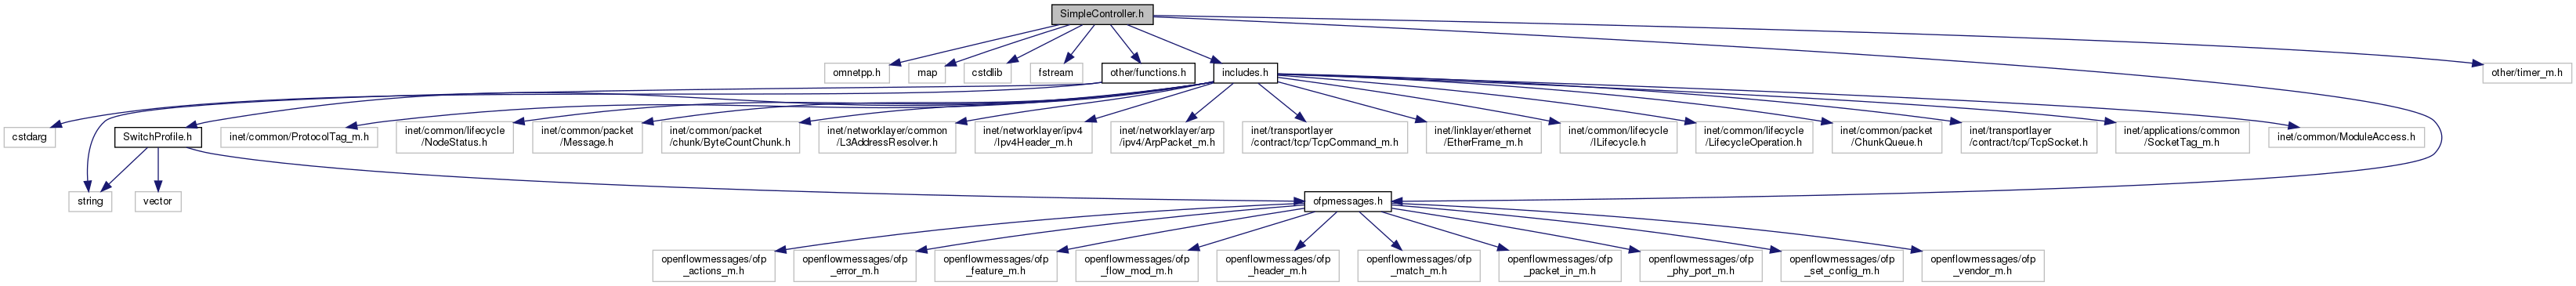 SimpleController.h
omnetpp.h
map
cstdlib
fstream
other/functions.h
includes.h
other/timer_m.h
cstdarg
SwitchProfile.h
inet/common/ProtocolTag_m.h
inet/common/lifecycle
/NodeStatus.h
inet/common/packet
/Message.h
inet/common/packet
/chunk/ByteCountChunk.h
inet/networklayer/common
/L3AddressResolver.h
inet/networklayer/ipv4
/Ipv4Header_m.h
inet/networklayer/arp
/ipv4/ArpPacket_m.h
inet/transportlayer
/contract/tcp/TcpCommand_m.h
inet/linklayer/ethernet
/EtherFrame_m.h
inet/common/lifecycle
/ILifecycle.h
inet/common/lifecycle
/LifecycleOperation.h
inet/common/packet
/ChunkQueue.h
inet/transportlayer
/contract/tcp/TcpSocket.h
inet/applications/common
/SocketTag_m.h
inet/common/ModuleAccess.h
string
vector
ofpmessages.h
openflowmessages/ofp
_actions_m.h
openflowmessages/ofp
_error_m.h
openflowmessages/ofp
_feature_m.h
openflowmessages/ofp
_flow_mod_m.h
openflowmessages/ofp
_header_m.h
openflowmessages/ofp
_match_m.h
openflowmessages/ofp
_packet_in_m.h
openflowmessages/ofp
_phy_port_m.h
openflowmessages/ofp
_set_config_m.h
openflowmessages/ofp
_vendor_m.h